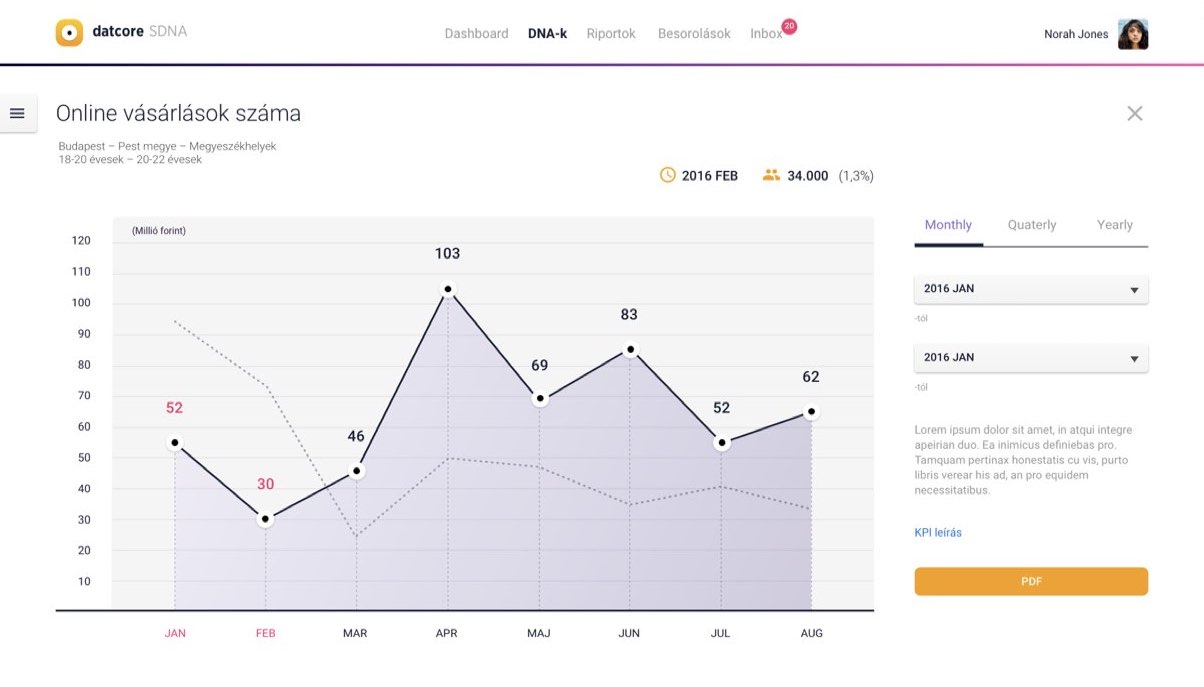 datcore SDNA
Dashboard DNA-k Riportok Besorolások Inbox 20
Norah Jones
Online vásárlások száma
Budapest – Pest megye – Megyeszékhelyek
18-20 évesek – 20-22 évesek
2016 FEB 34.000 (1,3%)
(Millió forint)
120
110
100
90
80
70
60
50
40
30
20
10
52
30
46
103
69
83
52
62
JAN FEB MAR APR MAJ JUN JUL AUG
Monthly Quaterly Yearly
2016 JAN
-tól
2016 JAN
-tól
Lorem ipsum dolor sit amet, in atqui integre
apeirian duo. Ea inimicus definiebas pro.
Tamquam pertinax honestatis cu vis, purto
libris verear his ad, an pro equidem
necessitatibus.
KPI leírás
PDF